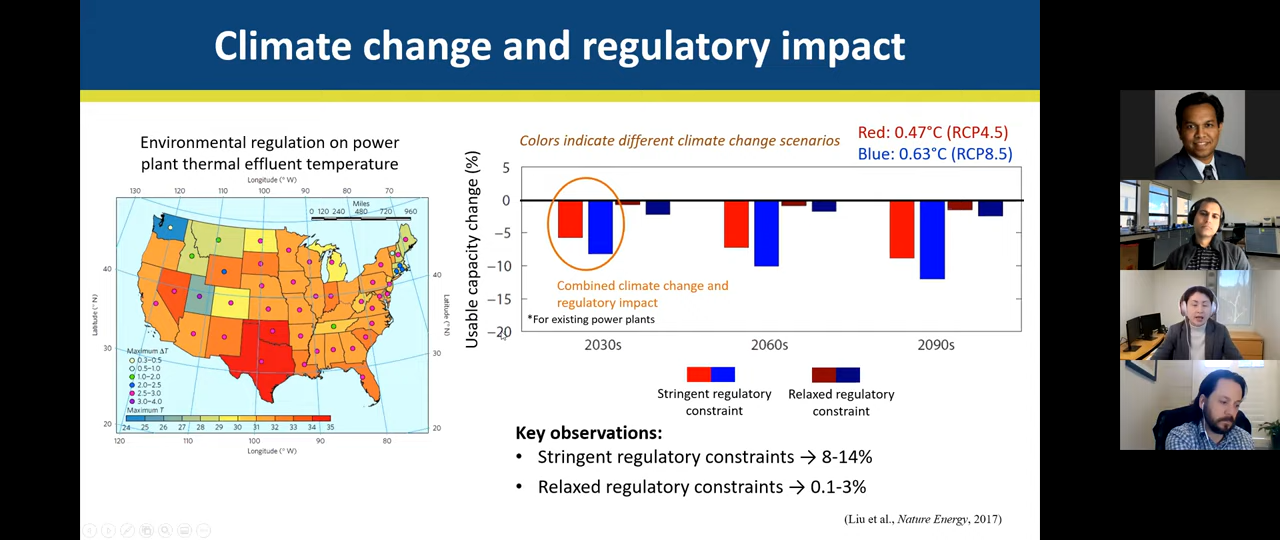 Climate change and regulatory impact
Environmental regulation on power
plant thermal effluent temperature
Longitude (° W)
130 120 110 100 90 80 70
Miles
0 120 240 480 720 960
40
30
20
Latitude (° N)
40
30
20
Latitude (° N)
Maximum ΔT
0.3–0.5
0.5–1.0
1.0–2.0
2.0–2.5
2.5–3.0
3.0–4.0
Maximum T
24 25 26 27 28 29 30 31 32 33 34 35
120 110 100 90 80
Longitude (° W)
Colors indicate different climate change scenarios
Red: 0.47°C (RCP4.5)
Blue: 0.63°C (RCP8.5)
Usable capacity change (%)
5
0
−5
−10
−15
−20
Combined climate change and
regulatory impact
*For existing power plants
2030s 2060s 2090s
Stringent regulatory
constraint
Relaxed regulatory
constraint
Key observations:
• Stringent regulatory constraints → 8-14%
• Relaxed regulatory constraints → 0.1-3%
(Liu et al., Nature Energy, 2017)